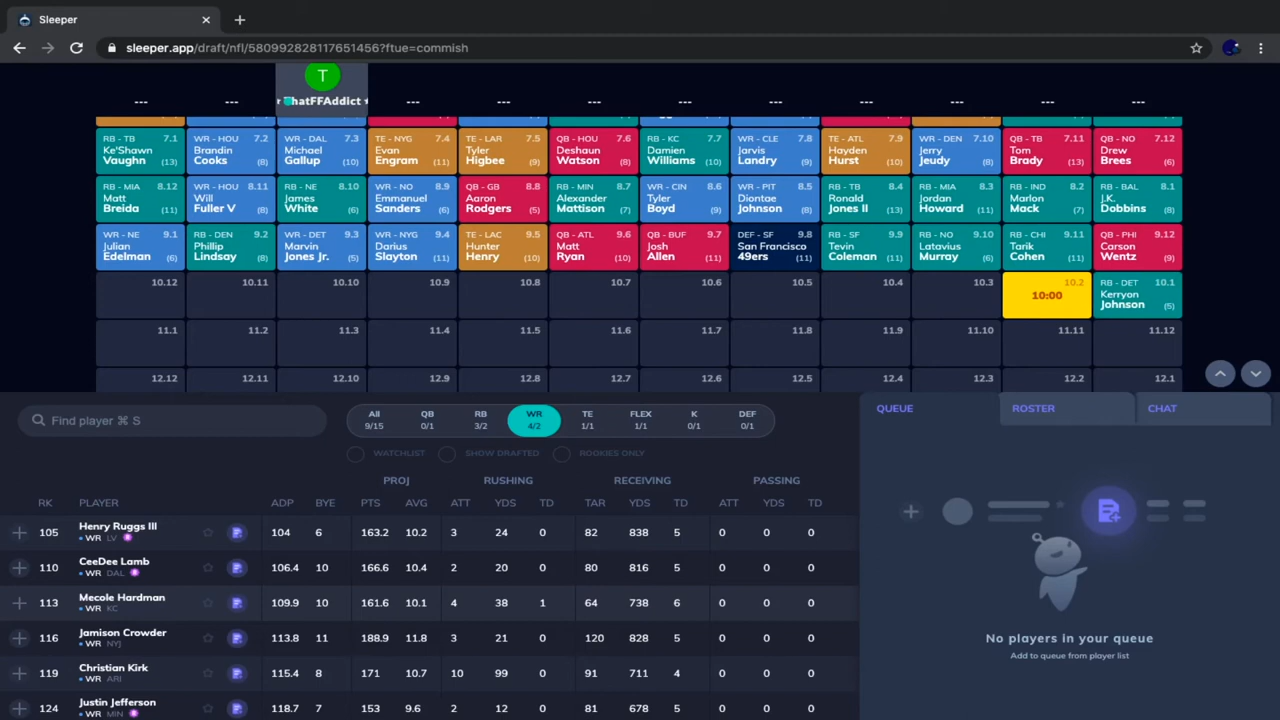 Sleeper
sleeper.app/draft/nfl/580992828117651456?ftue=commish
T
--- --- ThatFFAddict --- --- --- --- --- --- --- --- ---
RB - TB 7.1 WR - HOU 7.2 WR - DAL 7.3 TE - NYG 7.4 TE - LAR 7.5 QB - HOU 7.6 RB - KC 7.7 WR - CLE 7.8 TE - ATL 7.9 WR - DEN 7.10 QB - TB 7.11 QB - NO 7.12
Ke'Shawn Brandin Michael Evan Tyler Deshaun Damien Jarvis Hayden Jerry Tom Drew
Vaughn (13) Cooks (8) Gallup (10) Engram (11) Higbee (9) Watson (8) Williams (10) Landry (9) Hurst (10) Jeudy (8) Brady (13) Brees (6)
RB - MIA 8.12 WR - HOU 8.11 RB - NE 8.10 WR - NO 8.9 QB - GB 8.8 RB - MIN 8.7 WR - CIN 8.6 WR - PIT 8.5 RB - TB 8.4 RB - MIA 8.3 RB - IND 8.2 RB - BAL 8.1
Matt Will James Emmanuel Aaron Alexander Tyler Diontae Ronald Jordan Marlon J.K.
Breida (11) Fuller V (8) White (6) Sanders (6) Rodgers (5) Mattison (7) Boyd (9) Johnson (8) Jones II (13) Howard (11) Mack (7) Dobbins (8)
WR - NE 9.1 RB - DEN 9.2 WR - DET 9.3 WR - NYG 9.4 TE - LAC 9.5 QB - ATL 9.6 QB - BUF 9.7 DEF - SF 9.8 RB - SF 9.9 RB - NO 9.10 RB - CHI 9.11 QB - PHI 9.12
Julian Phillip Marvin Darius Hunter Matt Josh San Francisco Tevin Latavius Tarik Carson
Edelman (6) Lindsay (8) Jones Jr. (5) Slayton (11) Henry (10) Ryan (10) Allen (11) 49ers (11) Coleman (11) Murray (6) Cohen (11) Wentz (9)
10.12 10.11 10.10 10.9 10.8 10.7 10.6 10.5 10.4 10.3 10.2 RB - DET 10.1
10:00 Kerryon
Johnson (5)
11.1 11.2 11.3 11.4 11.5 11.6 11.7 11.8 11.9 11.10 11.11 11.12
12.12 12.11 12.10 12.9 12.8 12.7 12.6 12.5 12.4 12.3 12.2 12.1
Find player ⌘ S
All QB RB WR TE FLEX K DEF
9/15 0/1 3/2 4/2 1/1 1/1 0/1 0/1
WATCHLIST SHOW DRAFTED ROOKIES ONLY
PROJ RUSHING RECEIVING PASSING
RK PLAYER ADP BYE PTS AVG ATT YDS TD TAR YDS TD ATT YDS TD
105 Henry Ruggs III 104 6 163.2 10.2 3 24 0 82 838 5 0 0 0
WR LV
110 CeeDee Lamb 106.4 10 166.6 10.4 2 20 0 80 816 5 0 0 0
WR DAL
113 Mecole Hardman 109.9 10 161.6 10.1 4 38 1 64 738 6 0 0 0
WR KC
116 Jamison Crowder 113.8 11 188.9 11.8 3 21 0 120 828 5 0 0 0
WR NYJ
119 Christian Kirk 115.4 8 171 10.7 10 99 0 91 711 4 0 0 0
WR ARI
124 Justin Jefferson 118.7 7 153 9.6 2 12 0 81 678 5 0 0 0
WR MIN
QUEUE ROSTER CHAT
No players in your queue
Add to queue from player list